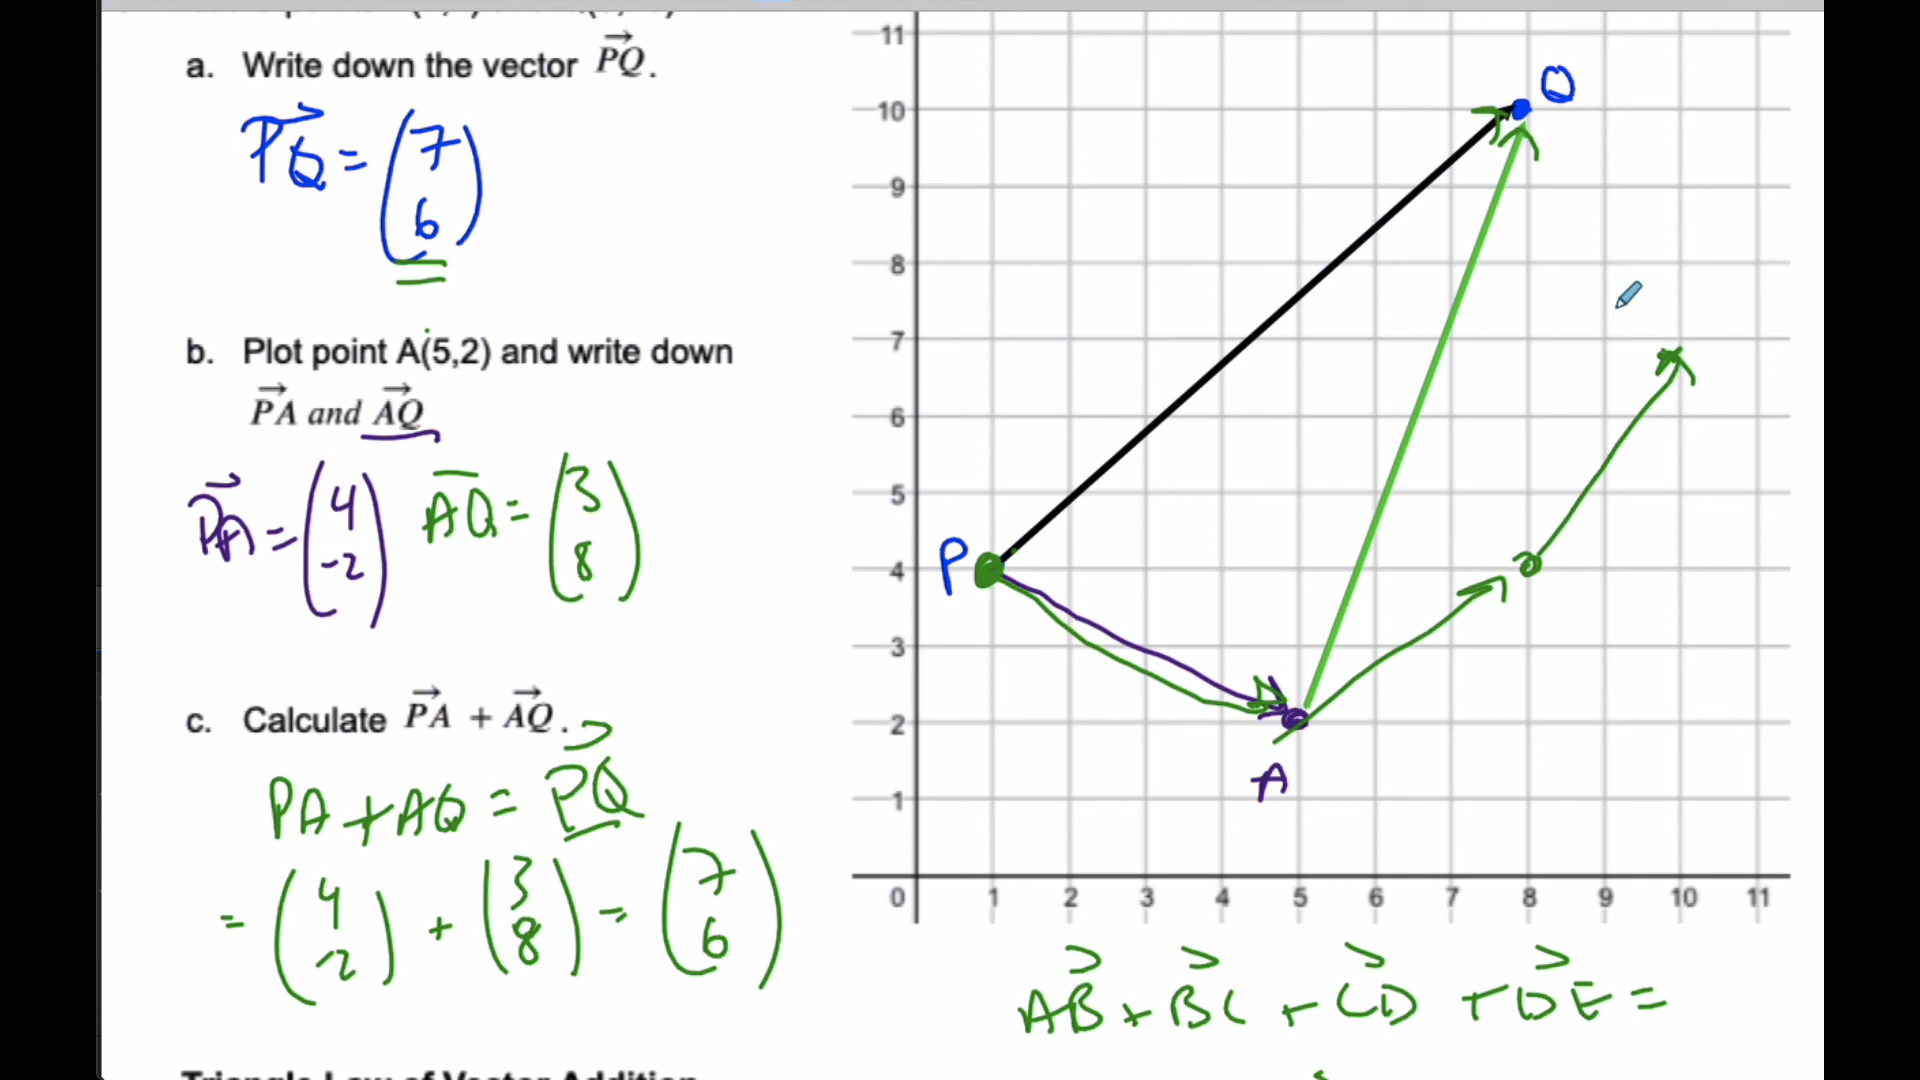 a. Write down the vector PQ.
PQ = (7
6)
b. Plot point A(5,2) and write down
PA and AQ
PA = (4
-2) AQ = (3
8)
c. Calculate PA + AQ.
PA + AQ = PQ
= (4
-2) + (3
8) = (7
6)
Triangle Law of Vector Addition
11
10
9
8
7
6
5
4
3
2
1
0 1 2 3 4 5 6 7 8 9 10 11
Q
P
A
AB + BC + CD + DE =